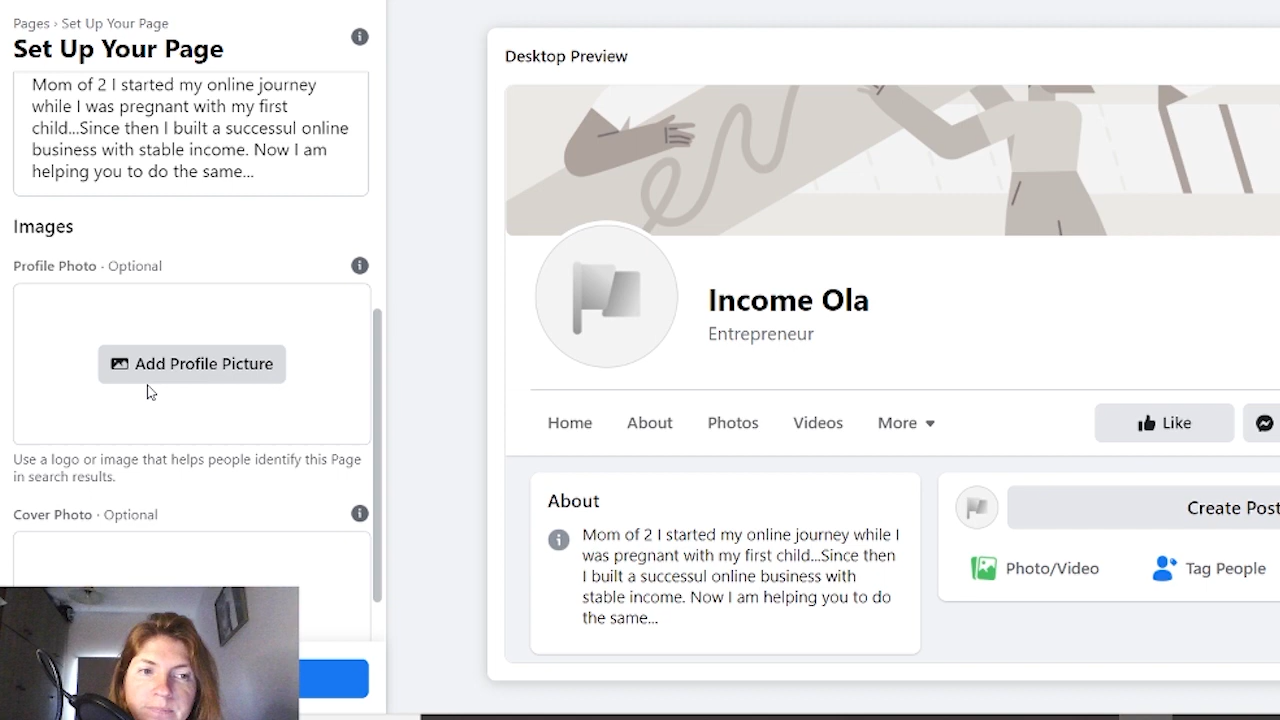 Pages › Set Up Your Page
Set Up Your Page
Mom of 2 I started my online journey
while I was pregnant with my first
child...Since then I built a successul online
business with stable income. Now I am
helping you to do the same...
Images
Profile Photo · Optional
Add Profile Picture
Use a logo or image that helps people identify this Page
in search results.
Cover Photo · Optional
Desktop Preview
Income Ola
Entrepreneur
Home About Photos Videos More
Like
About
Mom of 2 I started my online journey while I
was pregnant with my first child...Since then
I built a successul online business with
stable income. Now I am helping you to do
the same...
Create Post
Photo/Video Tag People